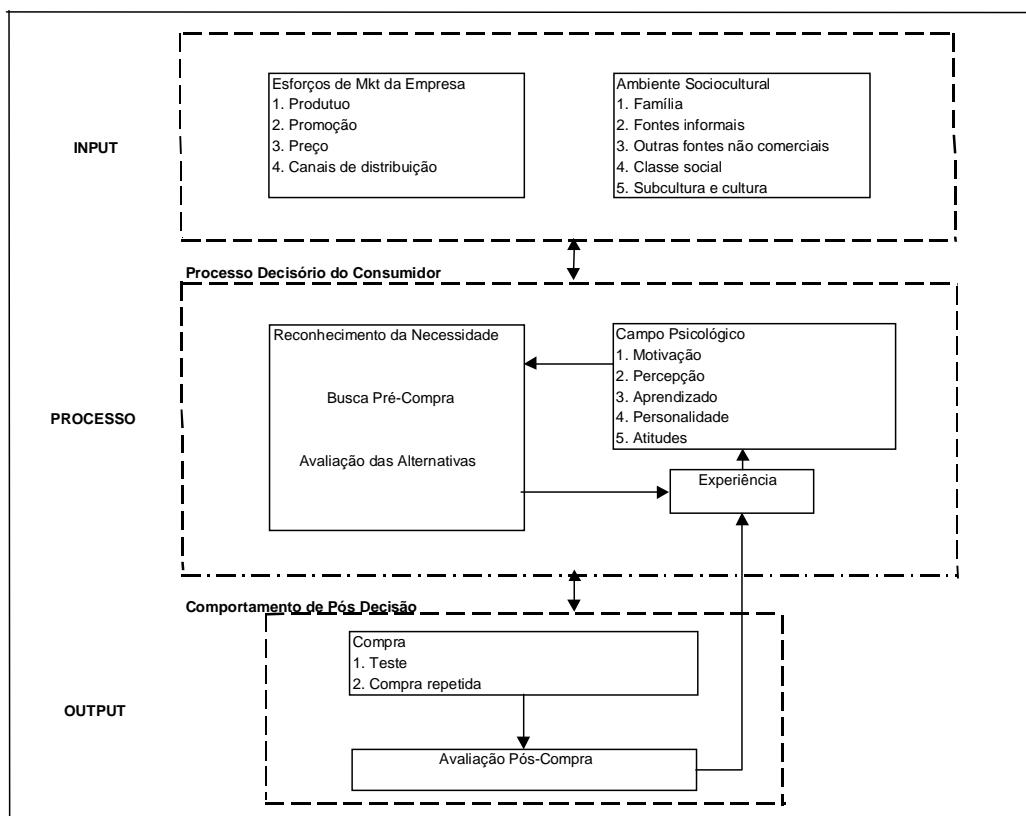 INPUT
Esforços de Mkt da Empresa
1. Produtuo
2. Promoção
3. Preço
4. Canais de distribuição
Ambiente Sociocultural
1. Família
2. Fontes informais
3. Outras fontes não comerciais
4. Classe social
5. Subcultura e cultura
Processo Decisório do Consumidor
PROCESSO
Reconhecimento da Necessidade
Busca Pré-Compra
Avaliação das Alternativas
Campo Psicológico
1. Motivação
2. Percepção
3. Aprendizado
4. Personalidade
5. Atitudes
Experiência
Comportamento de Pós Decisão
OUTPUT
Compra
1. Teste
2. Compra repetida
Avaliação Pós-Compra